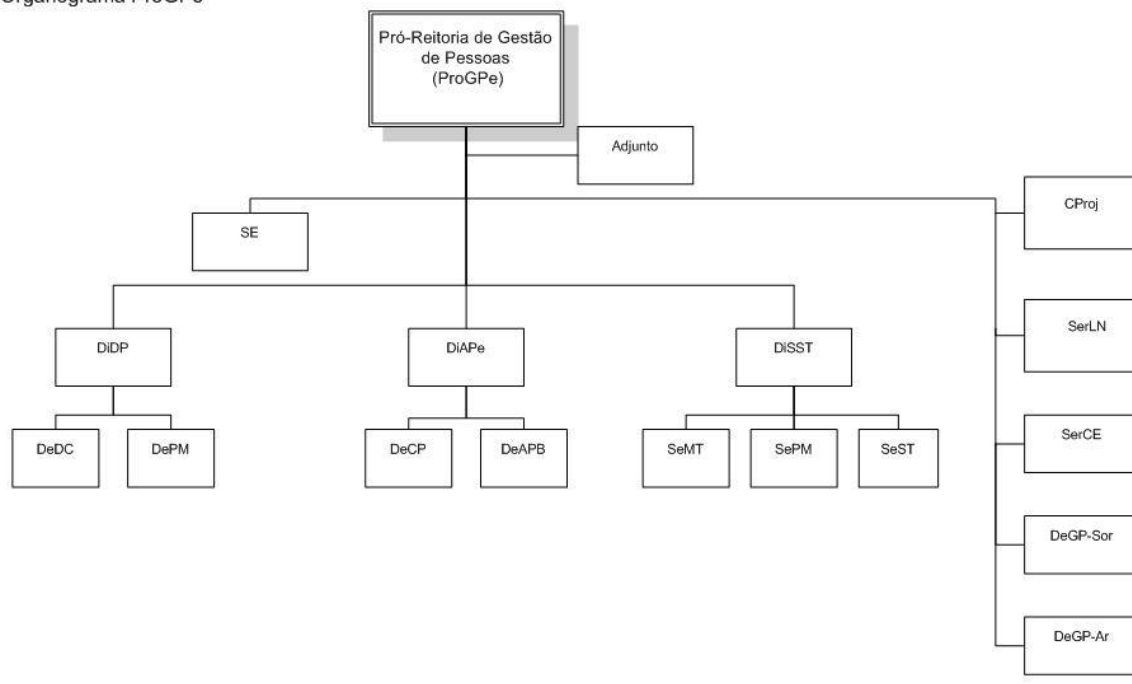 Organograma ProGPe
Pró-Reitoria de Gestão
de Pessoas
(ProGPe)
Adjunto
CProj
SE
SerLN
DiDP
DiAPe
DiSST
SerCE
DeDC
DePM
DeCP
DeAPB
SeMT
SePM
SeST
DeGP-Sor
DeGP-Ar